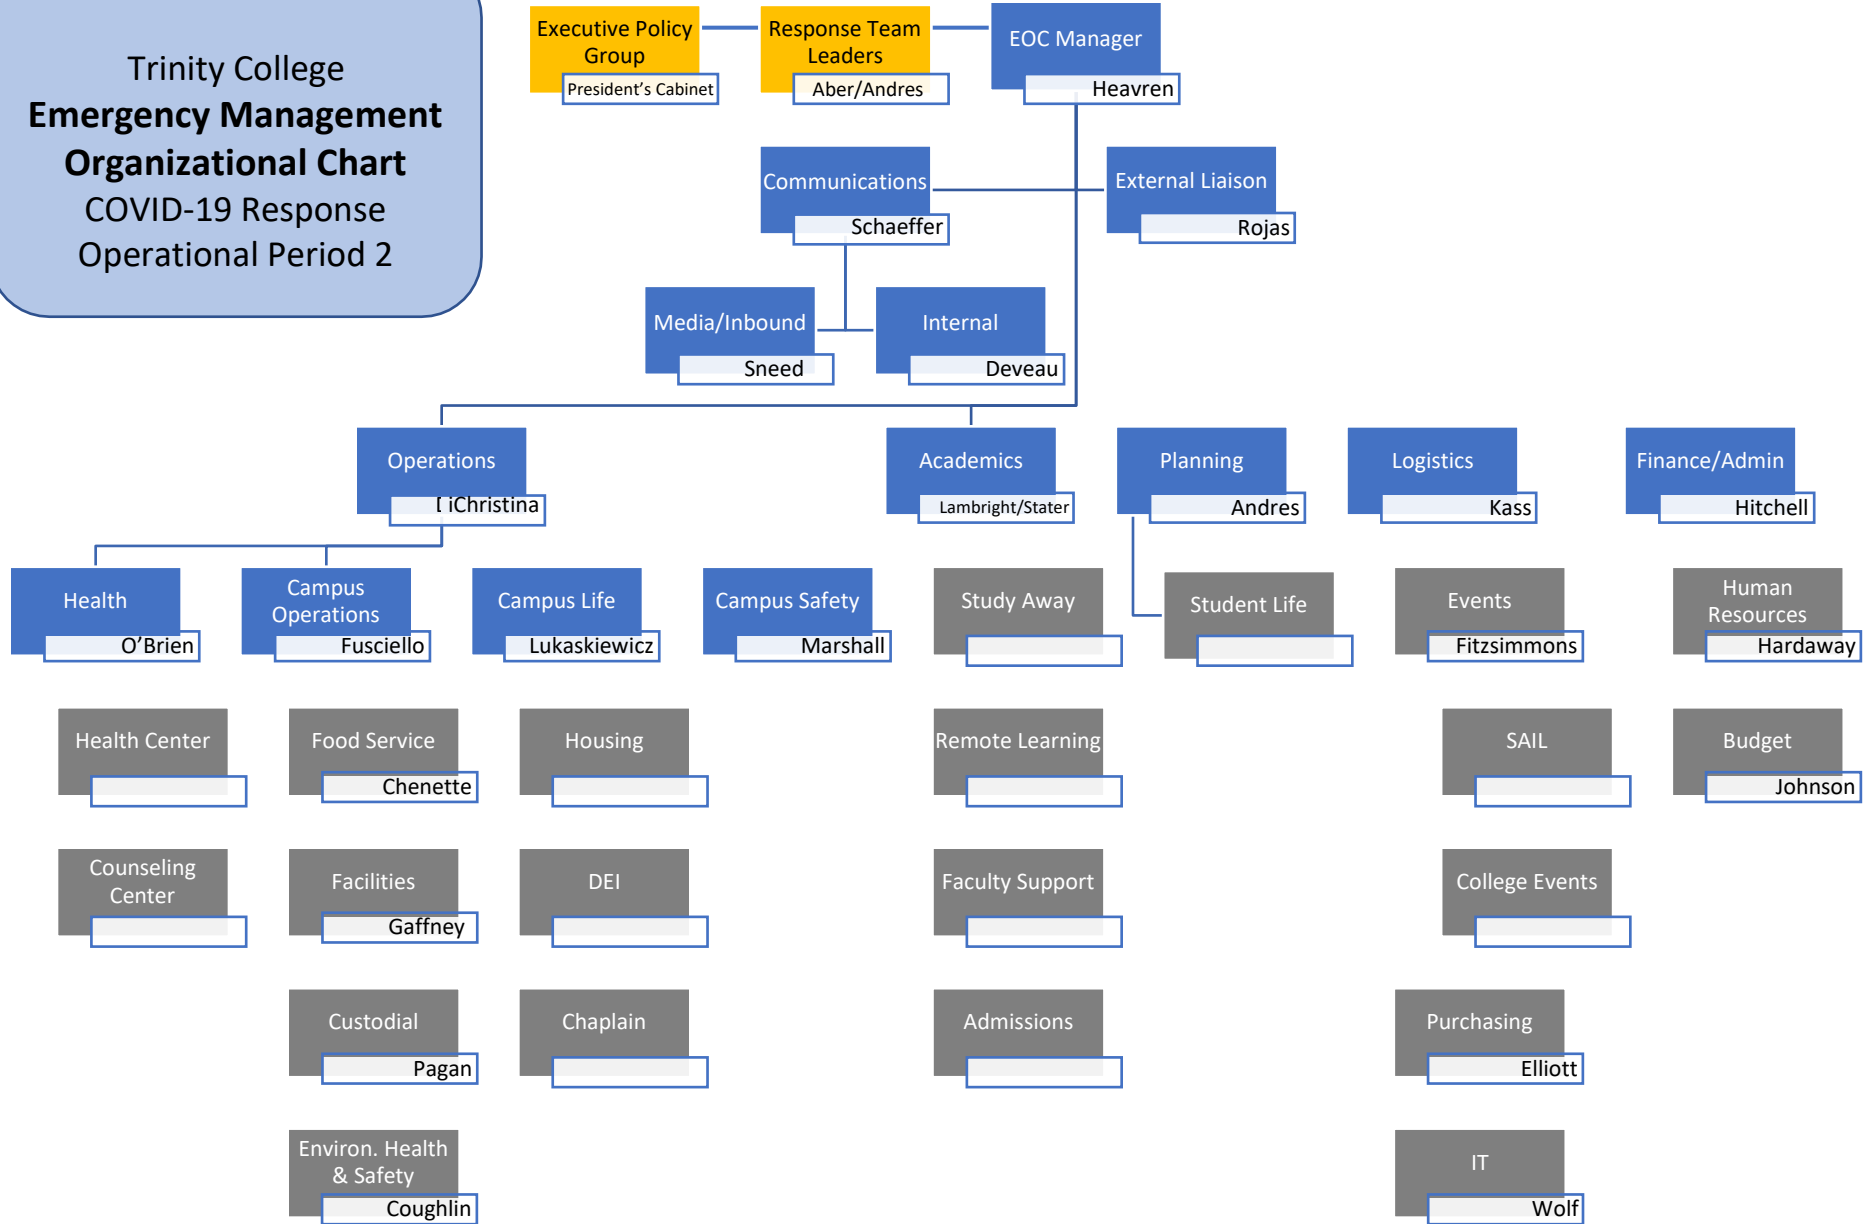 Trinity College
Emergency Management
Organizational Chart
COVID-19 Response
Operational Period 2
Executive Policy
Group
President’s Cabinet
Response Team
Leaders
Aber/Andres
EOC Manager
Heavren
Communications
Schaeffer
External Liaison
Rojas
Media/Inbound
Sneed
Internal
Deveau
Operations
DiChristina
Academics
Lambright/Stater
Planning
Andres
Logistics
Kass
Finance/Admin
Hitchell
Health
O’Brien
Campus
Operations
Fusciello
Campus Life
Lukaskiewicz
Campus Safety
Marshall
Study Away
Student Life
Events
Fitzsimmons
Human
Resources
Hardaway
Health Center
Food Service
Chenette
Housing
Remote Learning
SAIL
Budget
Johnson
Counseling
Center
Facilities
Gaffney
DEI
Faculty Support
College Events
Custodial
Pagan
Chaplain
Admissions
Purchasing
Elliott
Environ. Health
& Safety
Coughlin
IT
Wolf